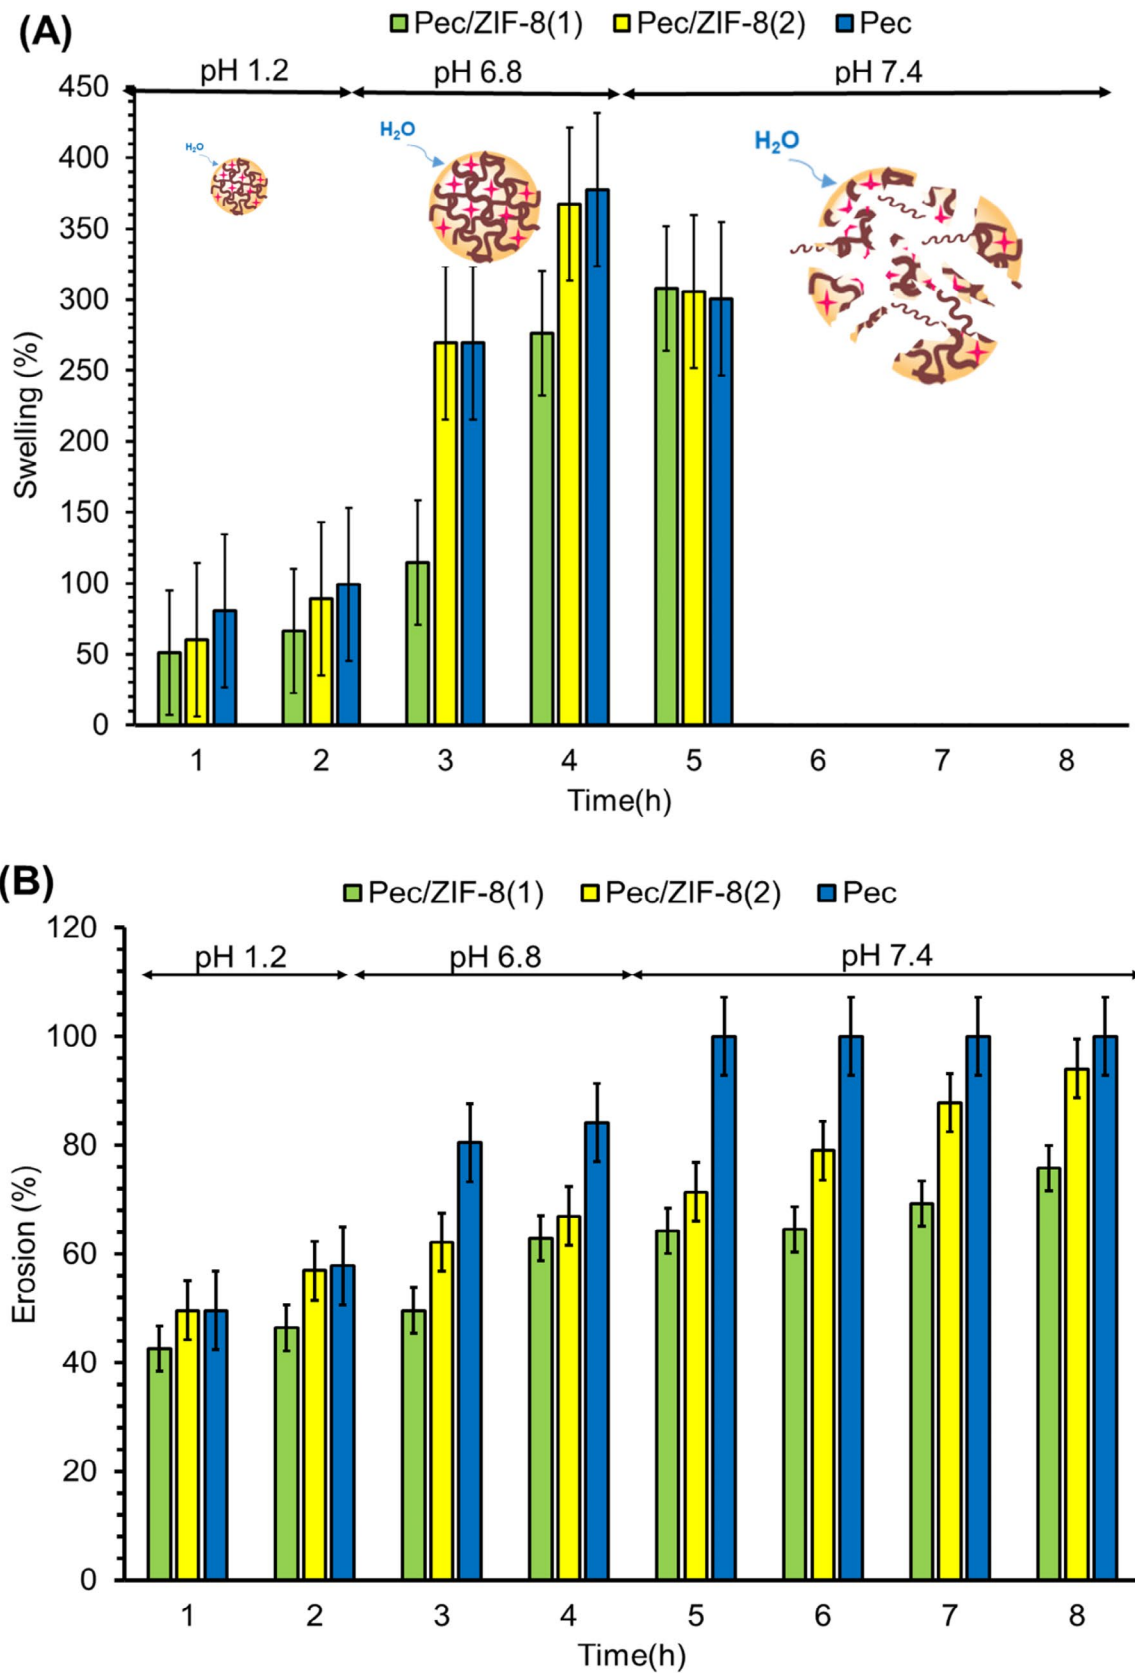 (A)
Pec/ZIF-8(1) Pec/ZIF-8(2) Pec
pH 1.2 pH 6.8 pH 7.4
H₂O H₂O H₂O
450
400
350
300
250
200
150
100
50
0
Swelling (%)
1 2 3 4 5 6 7 8
Time(h)
(B)
Pec/ZIF-8(1) Pec/ZIF-8(2) Pec
pH 1.2 pH 6.8 pH 7.4
120
100
80
60
40
20
0
Erosion (%)
1 2 3 4 5 6 7 8
Time(h)